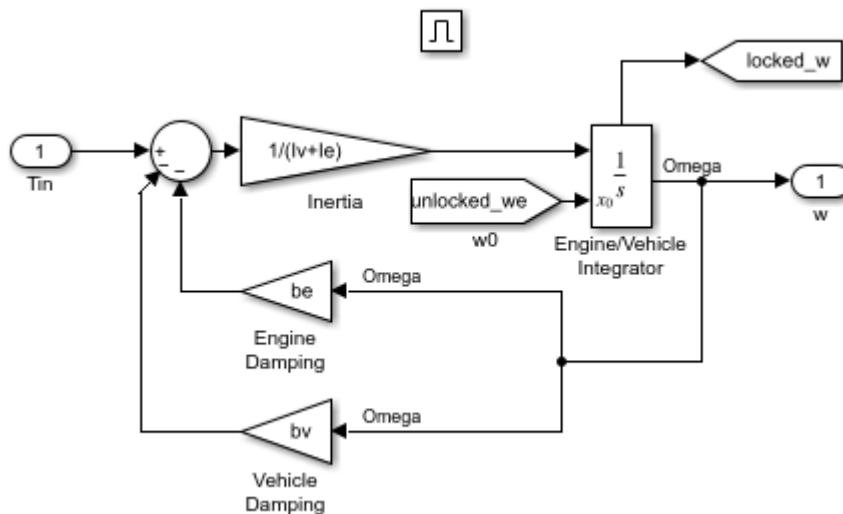 locked_w
1
Tin
+
−
−
1/(Iv+Ie)
Inertia
unlocked_we
w0
1
s
x0
Engine/Vehicle
Integrator
Omega
1
w
Omega
be
Engine
Damping
Omega
bv
Vehicle
Damping